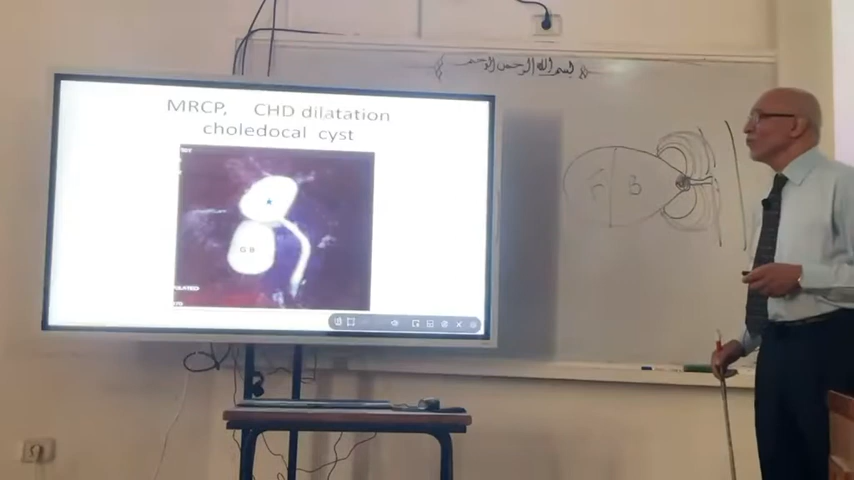 بسم الله الرحمن الرحيم
MRCP, CHD dilatation
choledocal cyst
G B
B